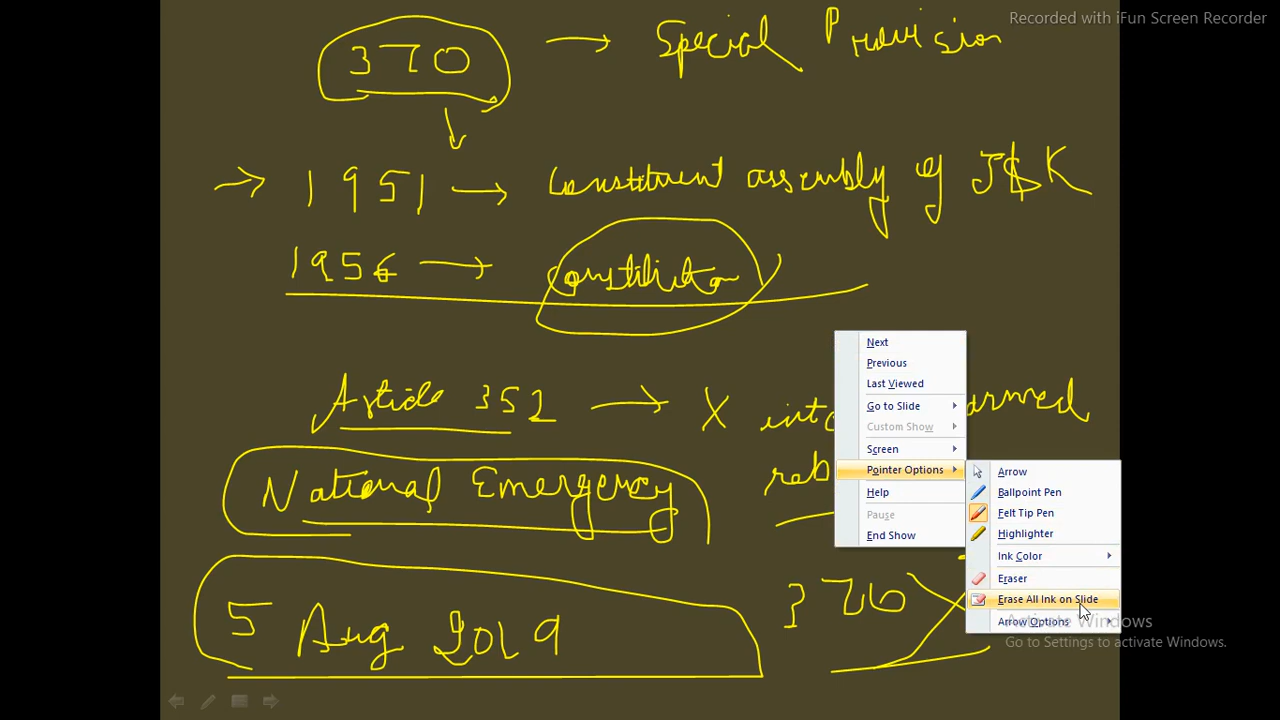 Recorded with iFun Screen Recorder
370 → Special Provision
→ 1951 → Constituent assembly of J&K
1956 → Constitution
Article 352 → X armed
National Emergency
5 Aug 2019
370 X
Next
Previous
Last Viewed
Go to Slide
Custom Show
Screen
Pointer Options
Help
Pause
End Show
Arrow
Ballpoint Pen
Felt Tip Pen
Highlighter
Ink Color
Eraser
Erase All Ink on Slide
Arrow Options
Activate Windows
Go to Settings to activate Windows.